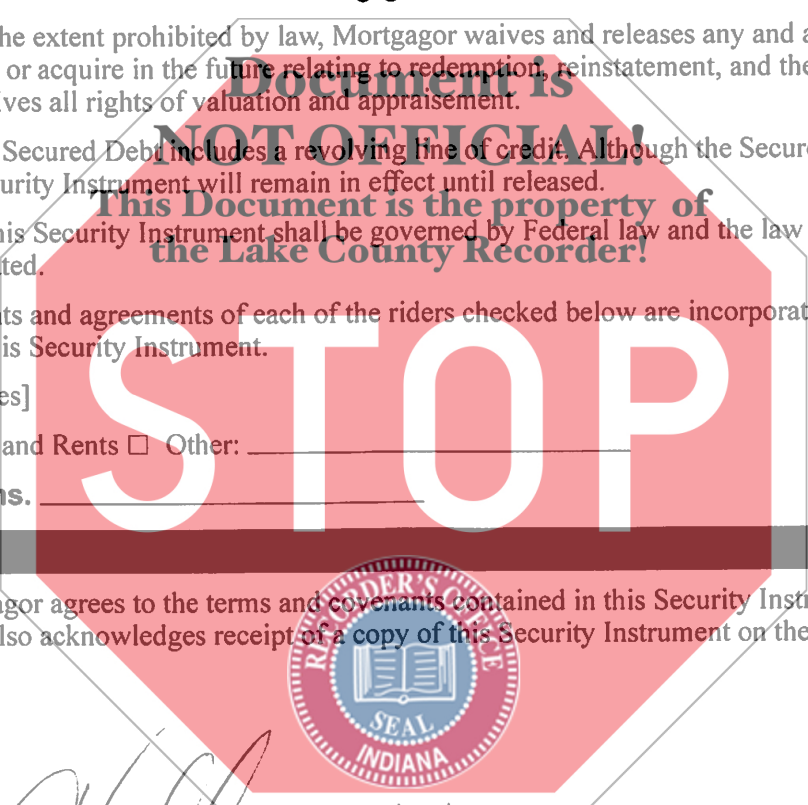 he extent prohibited by law, Mortgagor waives and releases any and a
or acquire in the future relating to redemption, reinstatement, and the
ves all rights of valuation and appraisement.
Document is
NOT OFFICIAL!
This Document is the property of
the Lake County Recorder!
Secured Debt includes a revolving line of credit. Although the Secure
urity Instrument will remain in effect until released.
his Security Instrument shall be governed by Federal law and the law
ted.
ts and agreements of each of the riders checked below are incorporat
is Security Instrument.
es]
and Rents ☐ Other:
ns.
STOP
agor agrees to the terms and covenants contained in this Security Instr
lso acknowledges receipt of a copy of this Security Instrument on the
RECORDER'S OFFICE
SEAL
INDIANA